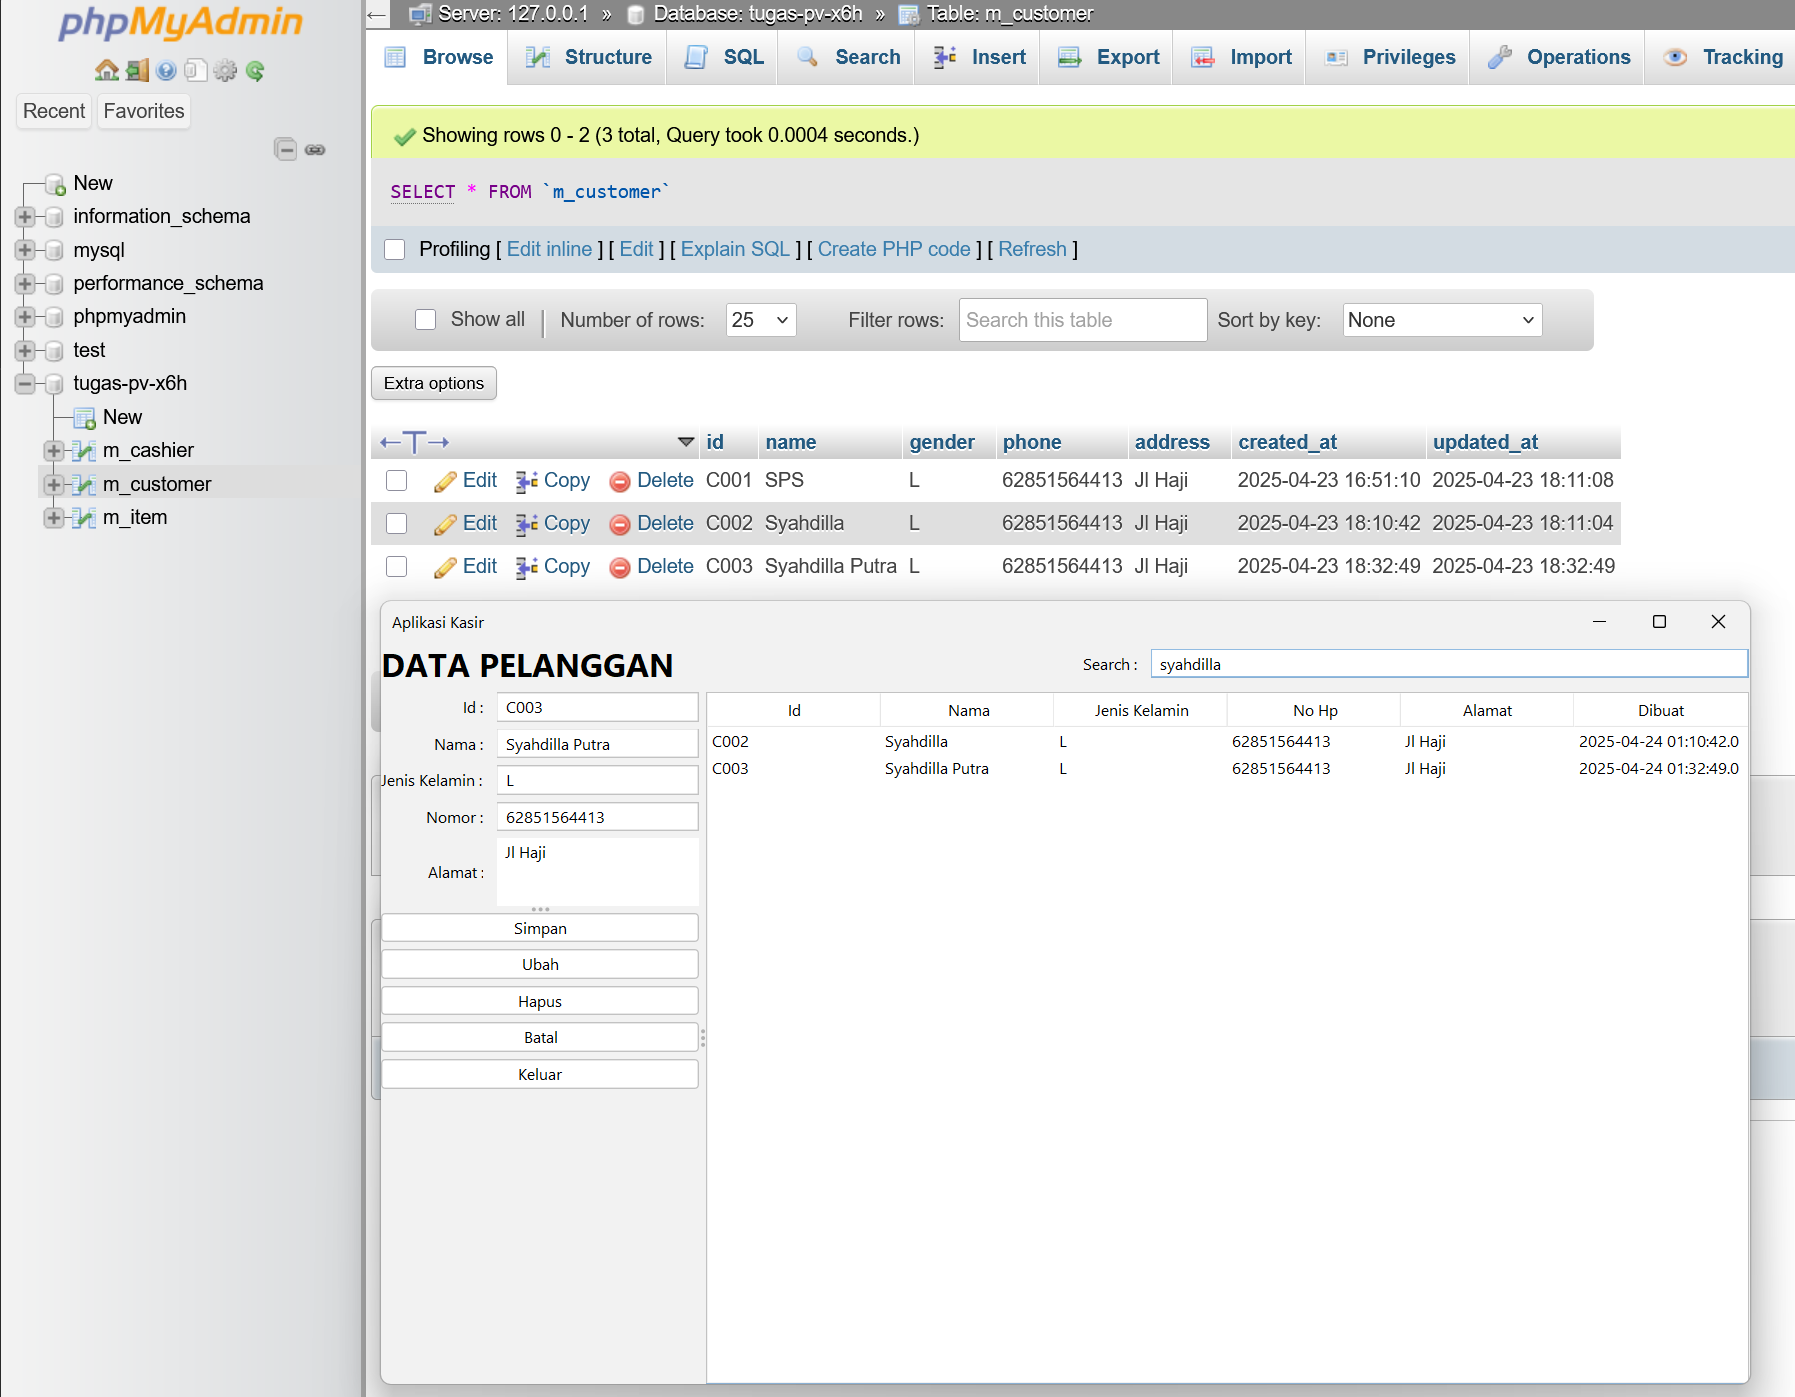 phpMyAdmin
Recent Favorites
New
information_schema
mysql
performance_schema
phpmyadmin
test
tugas-pv-x6h
New
m_cashier
m_customer
m_item
Server: 127.0.0.1 » Database: tugas-pv-x6h » Table: m_customer
Browse Structure SQL Search Insert Export Import Privileges Operations Tracking
Showing rows 0 - 2 (3 total, Query took 0.0004 seconds.)
SELECT * FROM `m_customer`
Profiling [ Edit inline ] [ Edit ] [ Explain SQL ] [ Create PHP code ] [ Refresh ]
Show all Number of rows: 25 Filter rows: Search this table Sort by key: None
Extra options
←T→ id name gender phone address created_at updated_at
Edit Copy Delete C001 SPS L 62851564413 Jl Haji 2025-04-23 16:51:10 2025-04-23 18:11:08
Edit Copy Delete C002 Syahdilla L 62851564413 Jl Haji 2025-04-23 18:10:42 2025-04-23 18:11:04
Edit Copy Delete C003 Syahdilla Putra L 62851564413 Jl Haji 2025-04-23 18:32:49 2025-04-23 18:32:49
Aplikasi Kasir
DATA PELANGGAN
Search : syahdilla
Id : C003
Nama : Syahdilla Putra
Jenis Kelamin : L
Nomor : 62851564413
Alamat : Jl Haji
Simpan
Ubah
Hapus
Batal
Keluar
Id Nama Jenis Kelamin No Hp Alamat Dibuat
C002 Syahdilla L 62851564413 Jl Haji 2025-04-24 01:10:42.0
C003 Syahdilla Putra L 62851564413 Jl Haji 2025-04-24 01:32:49.0